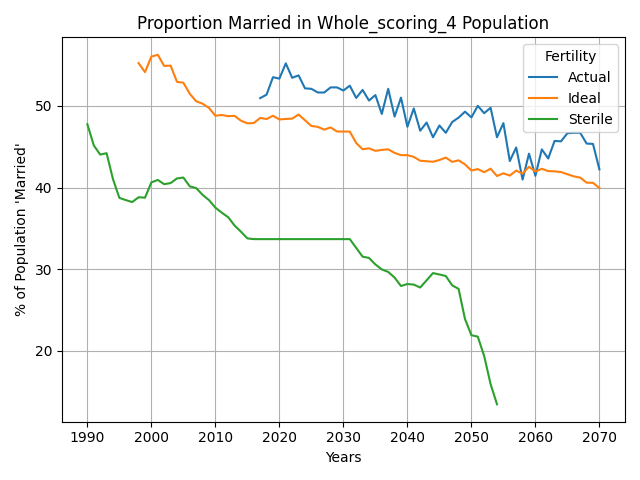 Proportion Married in Whole_scoring_4 Population
Fertility
Actual
Ideal
Sterile
% of Population 'Married'
50
40
30
20
1990 2000 2010 2020 2030 2040 2050 2060 2070
Years